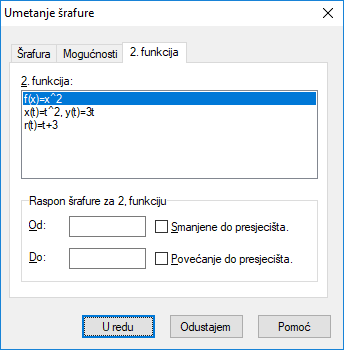 Umetanje šrafure
Šrafura
Mogućnosti
2. funkcija
2. funkcija:
f(x)=x^2
x(t)=t^2, y(t)=3t
r(t)=t+3
Raspon šrafure za 2, funkciju
Od:
Smanjene do presjecišta.
Do:
Povećanje do presjecišta.
U redu
Odustajem
Pomoć